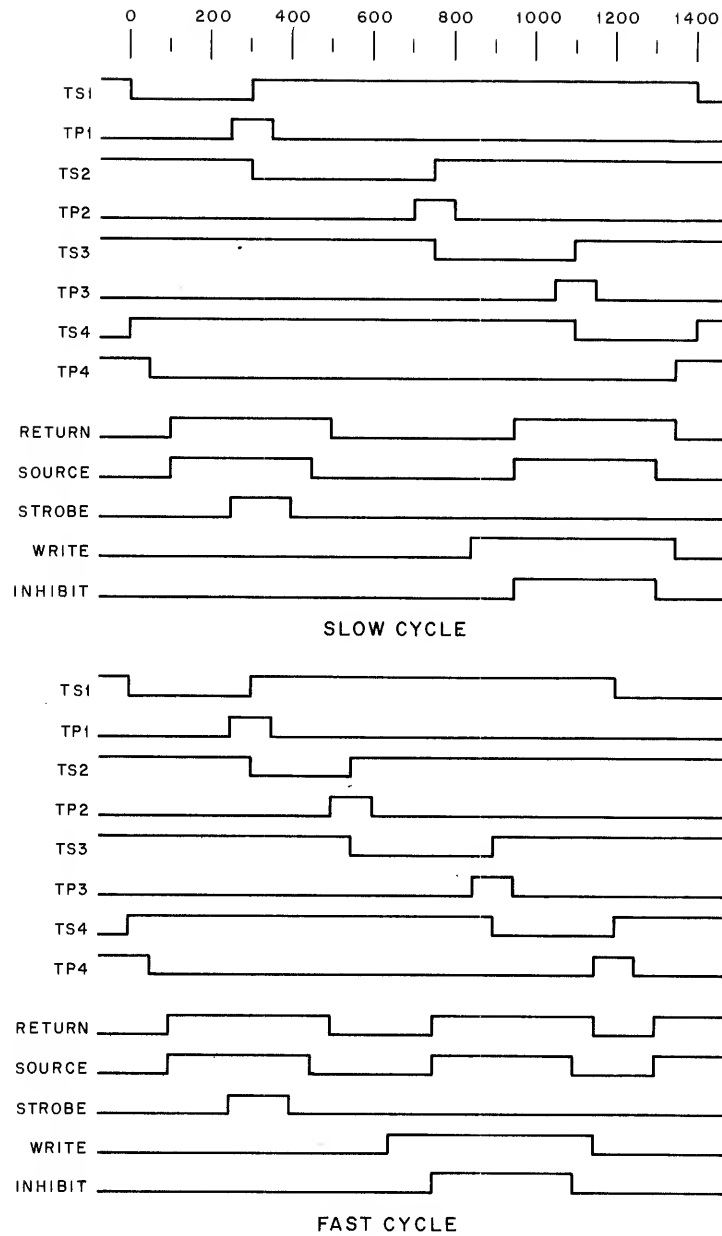 0 200 400 600 800 1000 1200 1400
TS1
TP1
TS2
TP2
TS3
TP3
TS4
TP4
RETURN
SOURCE
STROBE
WRITE
INHIBIT
SLOW CYCLE
TS1
TP1
TS2
TP2
TS3
TP3
TS4
TP4
RETURN
SOURCE
STROBE
WRITE
INHIBIT
FAST CYCLE